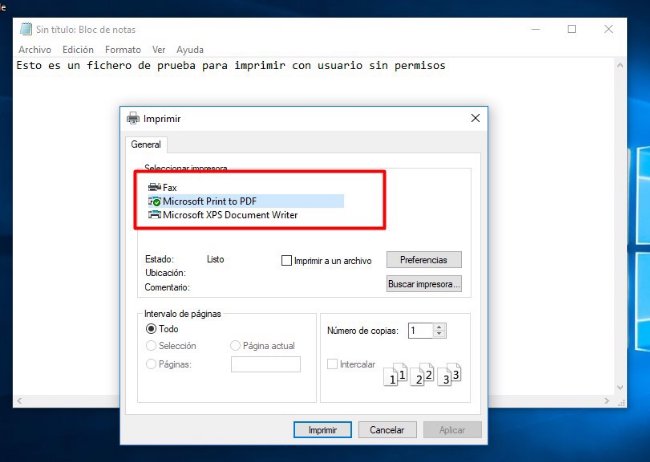 de
Sin título: Bloc de notas
Archivo Edición Formato Ver Ayuda
Esto es un fichero de prueba para imprimir con usuario sin permisos
Imprimir
General
Seleccionar impresora
Fax
Microsoft Print to PDF
Microsoft XPS Document Writer
Estado: Listo
Imprimir a un archivo
Preferencias
Ubicación:
Comentario:
Buscar impresora...
Intervalo de páginas
Todo
Número de copias: 1
Selección
Página actual
Páginas:
Intercalar
1 1 2 2 3 3
Imprimir Cancelar Aplicar